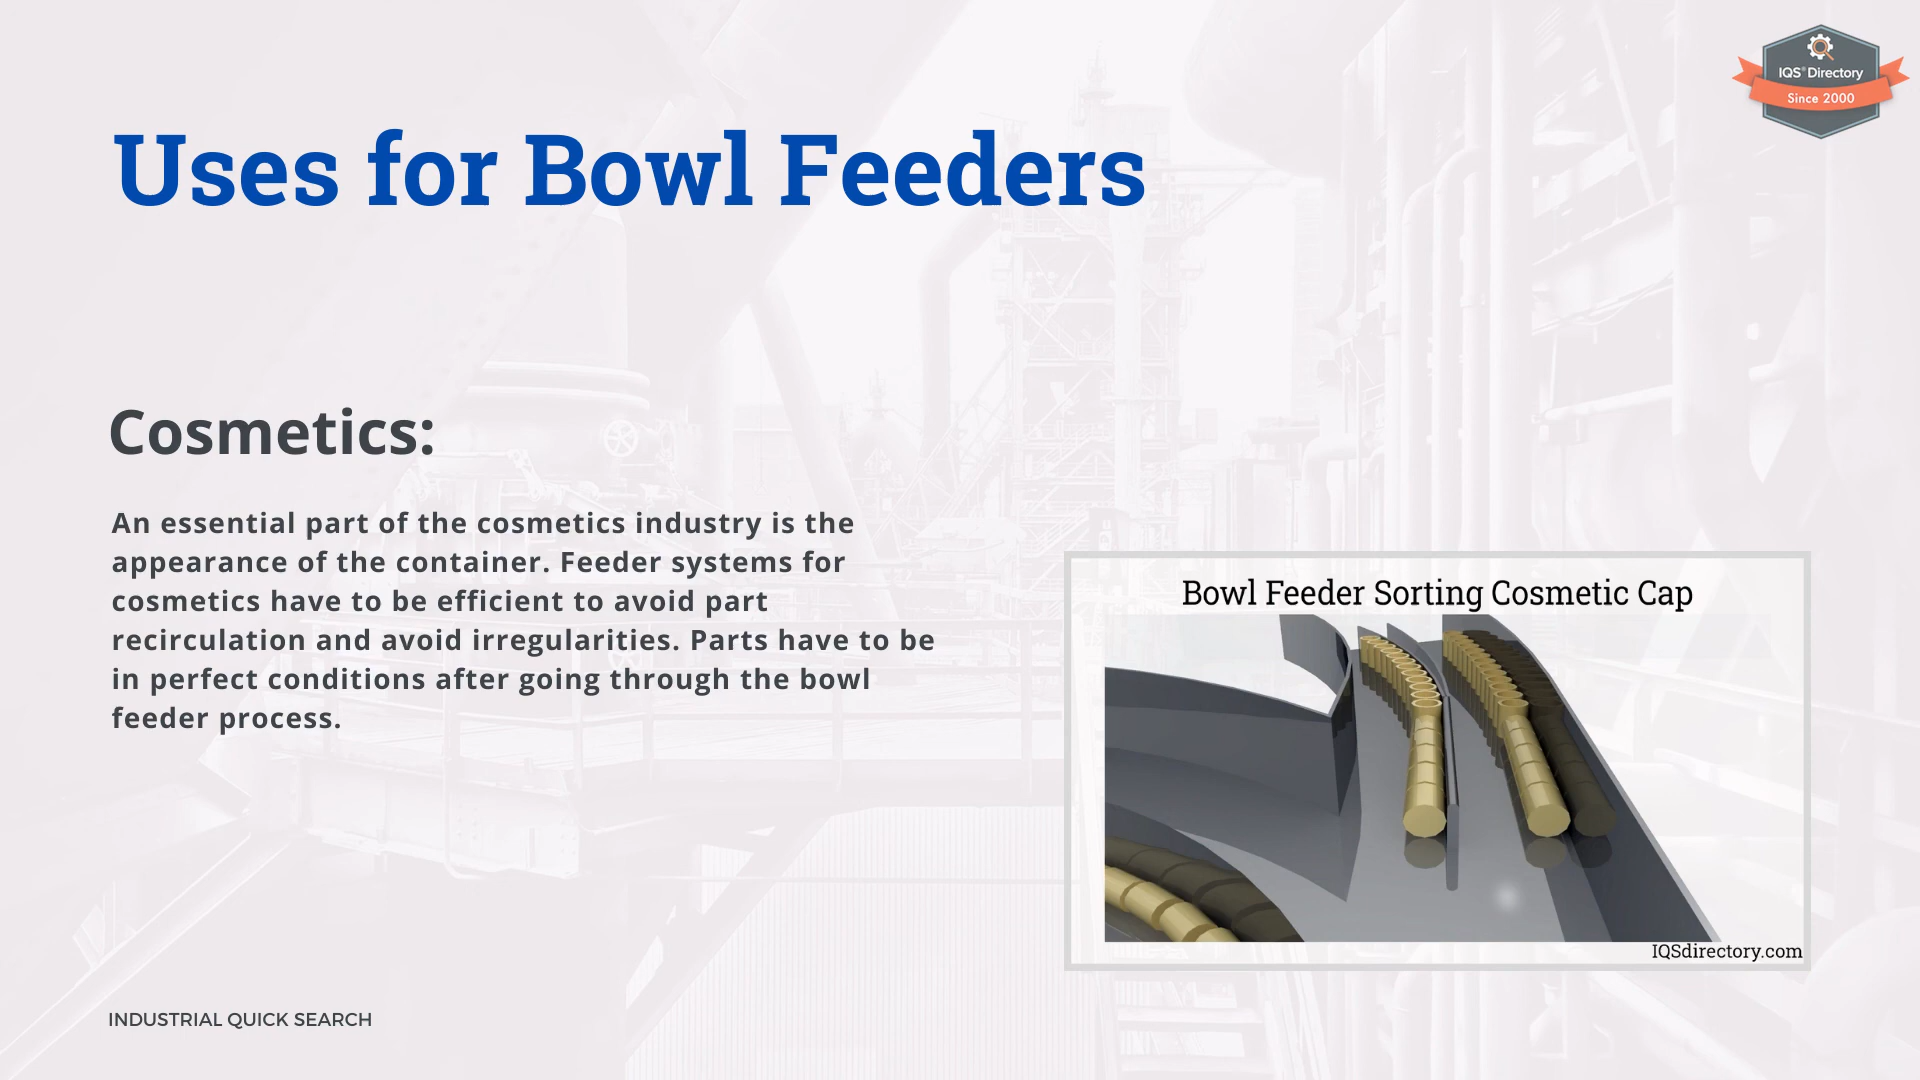 IQS® Directory
Since 2000
Uses for Bowl Feeders
Cosmetics:
An essential part of the cosmetics industry is the
appearance of the container. Feeder systems for
cosmetics have to be efficient to avoid part
recirculation and avoid irregularities. Parts have to be
in perfect conditions after going through the bowl
feeder process.
Bowl Feeder Sorting Cosmetic Cap
IQSdirectory.com
INDUSTRIAL QUICK SEARCH